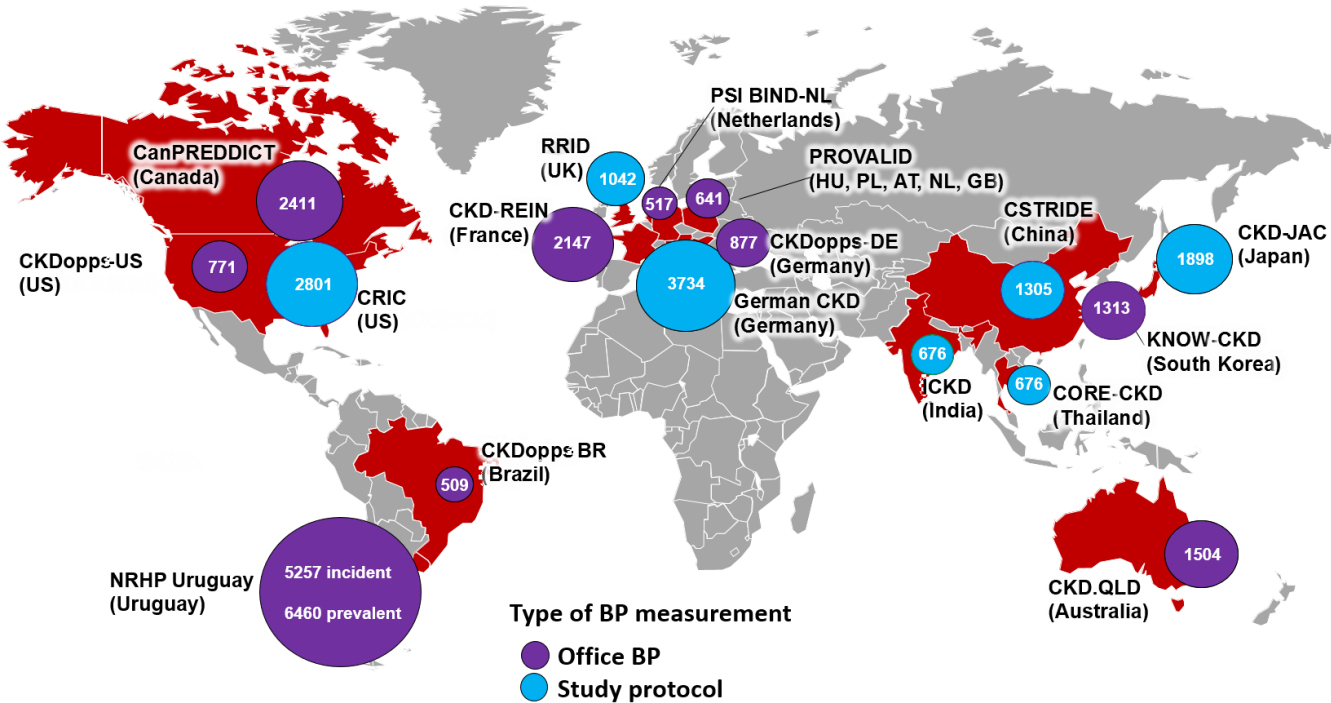 PSI BIND-NL
(Netherlands)
RRID
(UK)
1042
CanPREDDICT
(Canada)
2411
PROVALID
(HU, PL, AT, NL, GB)
517
641
CKD-REIN
(France)
2147
877
CKDopps-DE
(Germany)
CSTRIDE
(China)
1305
CKD-JAC
(Japan)
1898
CKDopps-US
(US)
771
2801
CRIC
(US)
3734
German CKD
(Germany)
1313
KNOW-CKD
(South Korea)
676
ICKD
(India)
676
CORE-CKD
(Thailand)
CKDopps BR
(Brazil)
509
NRHP Uruguay
(Uruguay)
5257 incident
6460 prevalent
1504
CKD.QLD
(Australia)
Type of BP measurement
Office BP
Study protocol